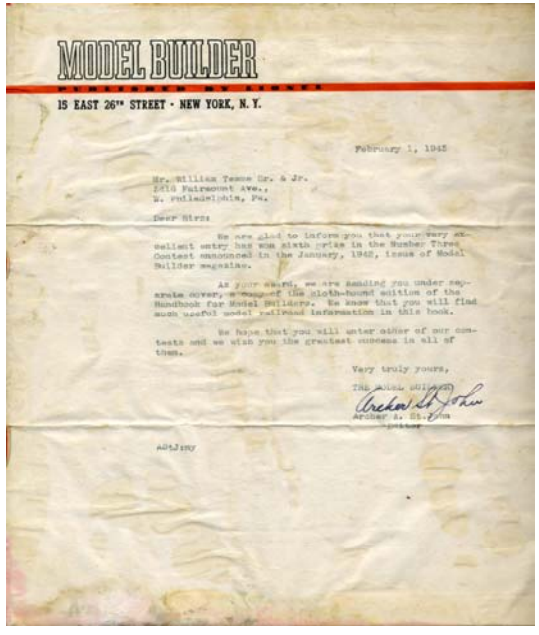 MODEL BUILDER
PUBLISHED BY LIONEL
15 EAST 26TH STREET • NEW YORK, N. Y.
February 1, 1943
Mr. William Sr. & Jr.
Fairmount Ave.,
Philadelphia, Pa.
Dear Sirs:
We are glad to inform you that your very ex-
cellent entry has won sixth prize in the Number Three
Contest announced in the January, 1942, issue of Model
Builder magazine.
As your award, we are sending you under sep-
arate cover, a copy of the cloth-bound edition of the
Handbook for Model Builders. We know that you will find
much useful model railroad information in this book.
We hope that you will enter other of our con-
tests and we wish you the greatest success in all of
them.
Very truly yours,
THE MODEL BUILDER
Archer St. John
Archer A. St.John
Editor
AStJ:my